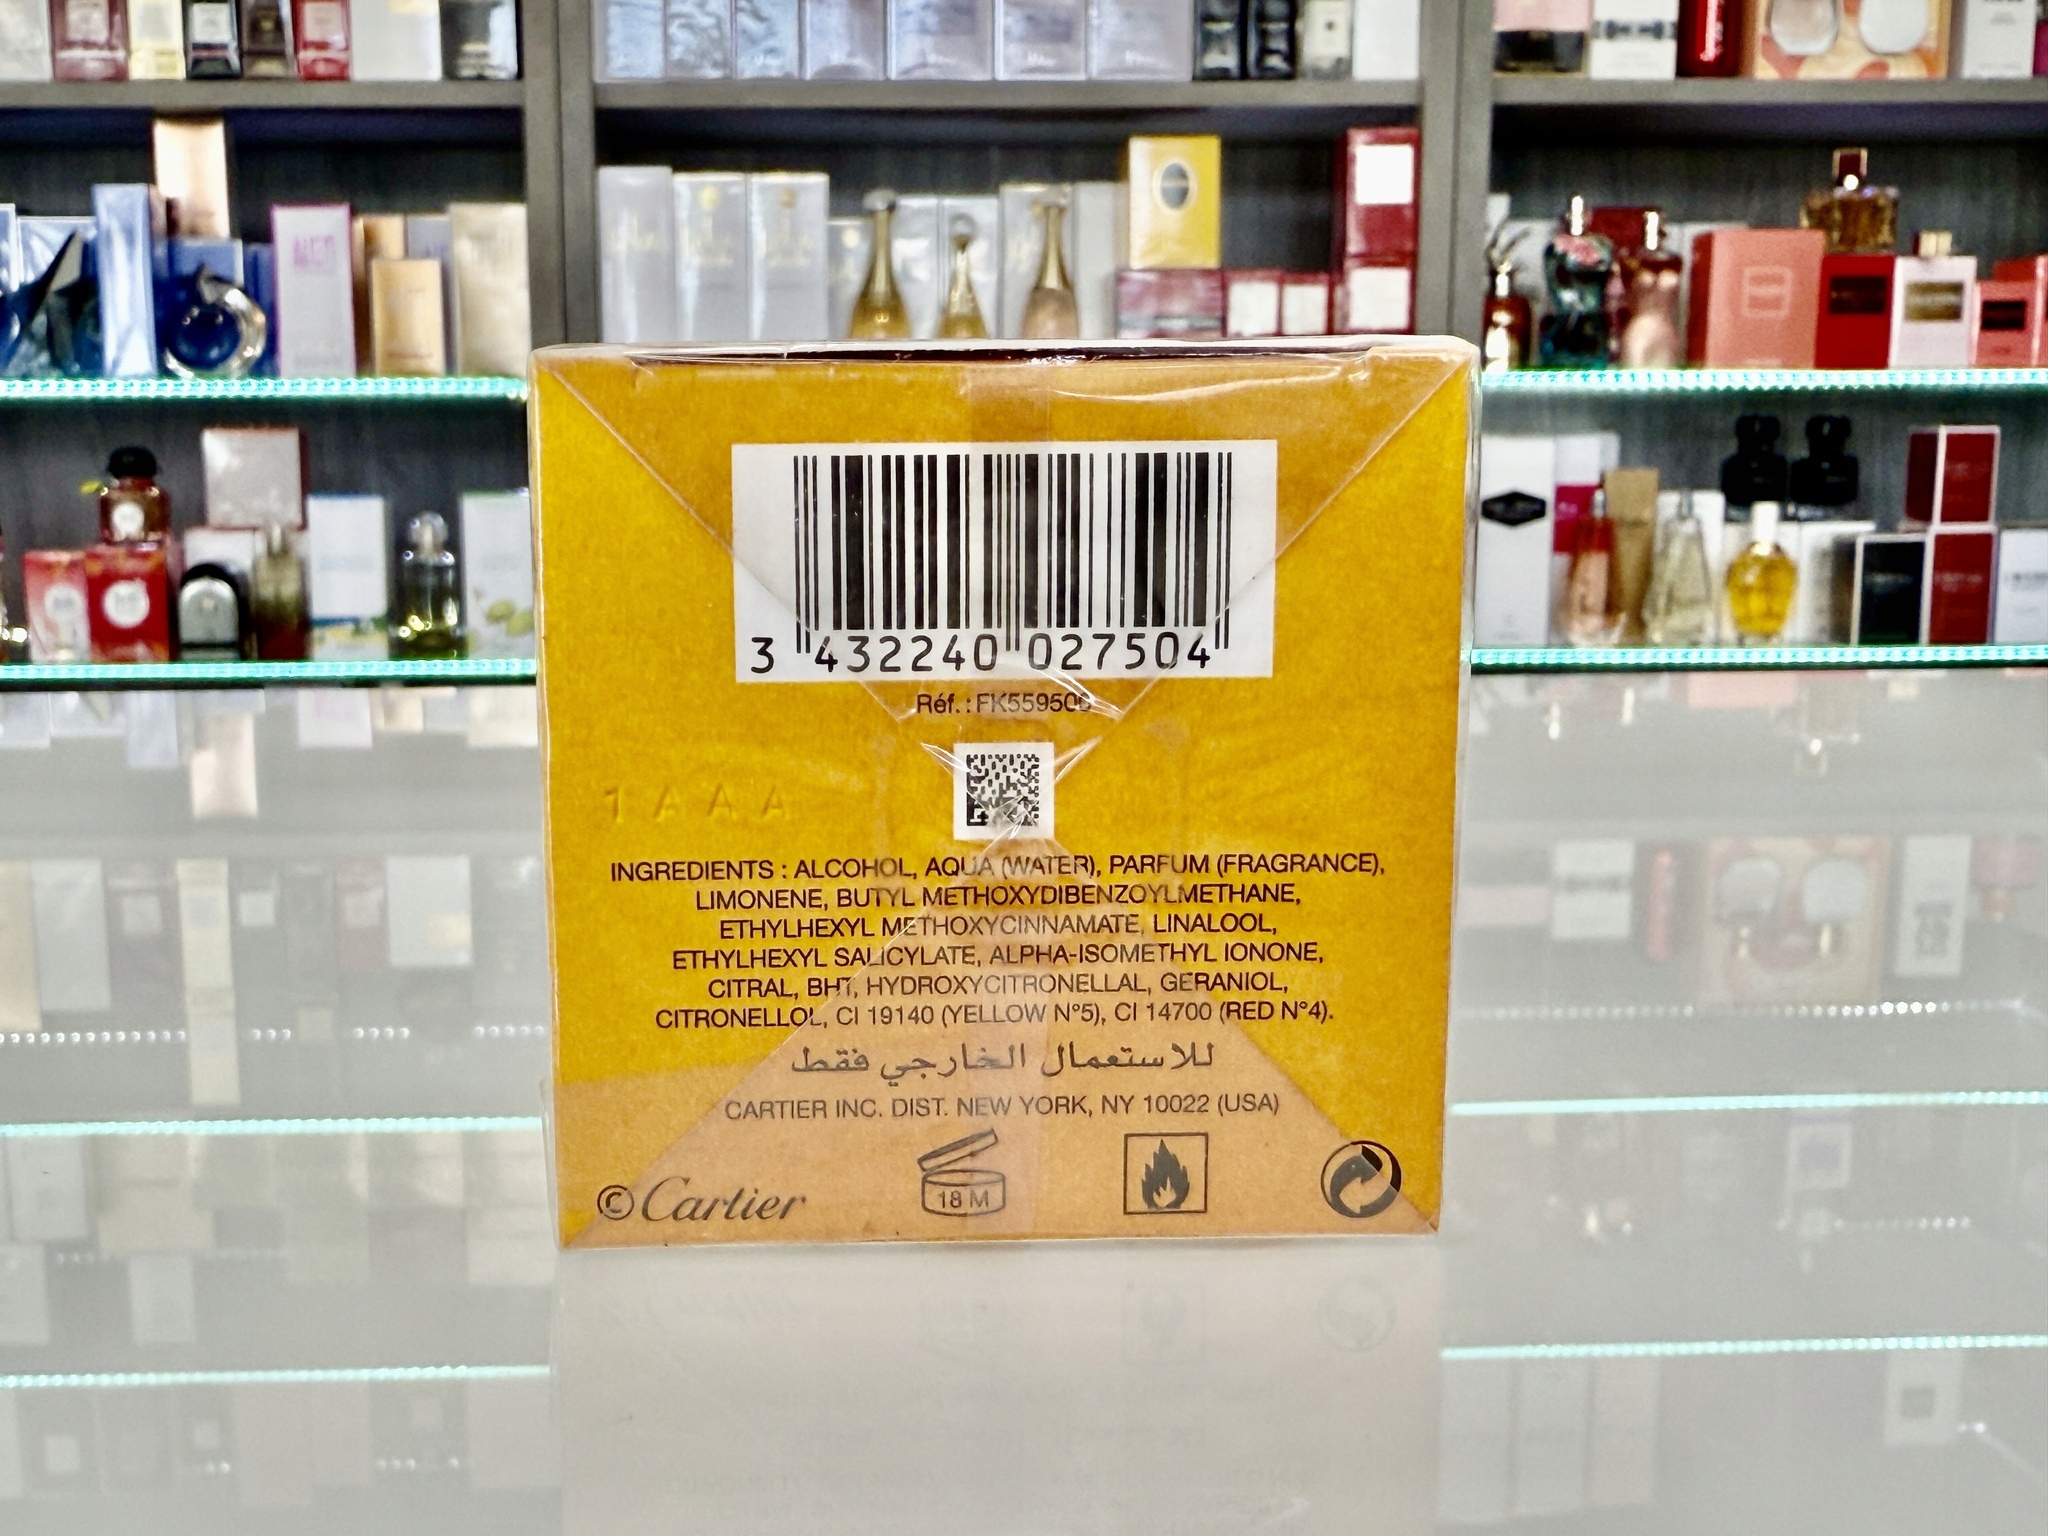 3 432240 027504
Réf. : FK559500
1 A A A
INGREDIENTS : ALCOHOL, AQUA (WATER), PARFUM (FRAGRANCE),
LIMONENE, BUTYL METHOXYDIBENZOYLMETHANE,
ETHYLHEXYL METHOXYCINNAMATE, LINALOOL,
ETHYLHEXYL SALICYLATE, ALPHA-ISOMETHYL IONONE,
CITRAL, BHT, HYDROXYCITRONELLAL, GERANIOL,
CITRONELLOL, CI 19140 (YELLOW N°5), CI 14700 (RED N°4).
للاستعمال الخارجي فقط
CARTIER INC. DIST. NEW YORK, NY 10022 (USA)
© Cartier
18 M